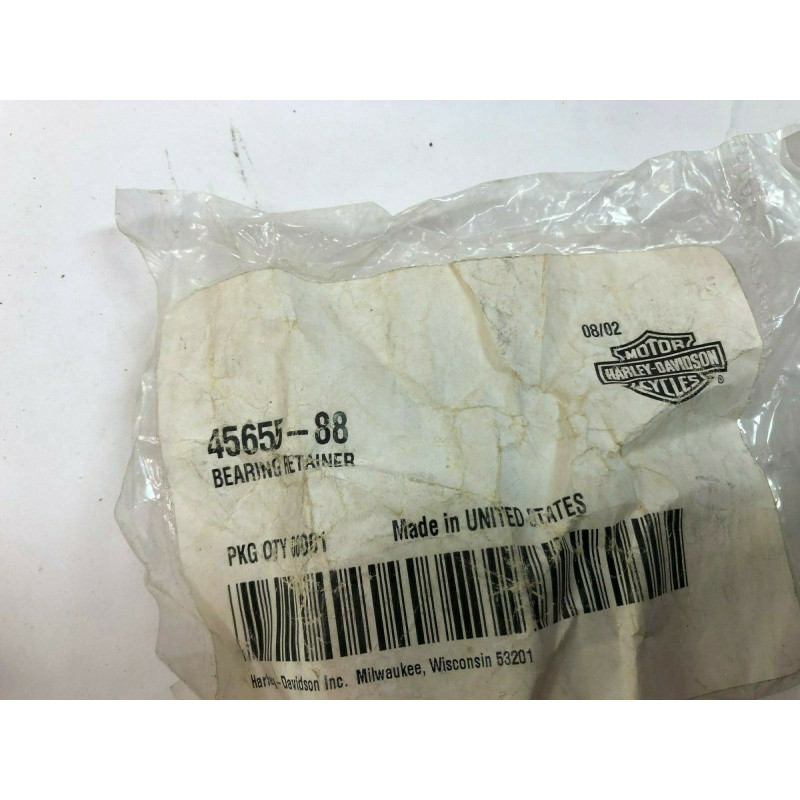 08/02
MOTOR
HARLEY-DAVIDSON
CYCLES
®
45655-88
BEARING RETAINER
Made in UNITED STATES
PKG QTY 0001
Harley-Davidson Inc. Milwaukee, Wisconsin 53201